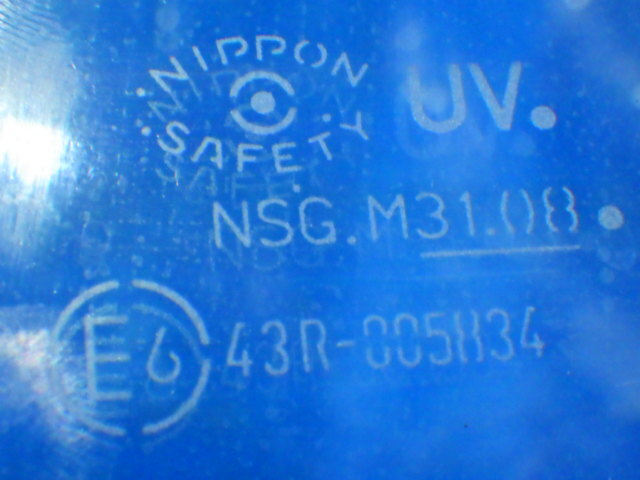 NIPPON
SAFETY
UV.
NSG.M31.08
E6
43R-005834